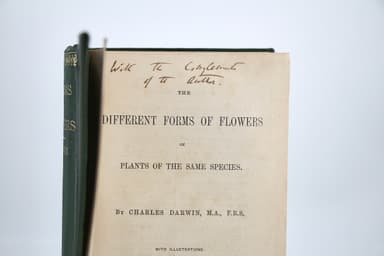 With the Compliments
of the Author.
THE
DIFFERENT FORMS OF FLOWERS
ON
PLANTS OF THE SAME SPECIES.
BY CHARLES DARWIN, M.A., F.R.S.
WITH ILLUSTRATIONS.